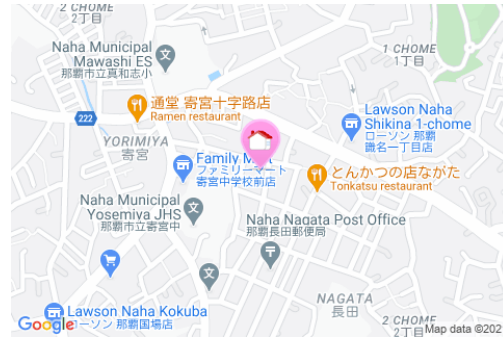 1 CHOME
2 CHOME
2丁目
Naha Municipal
Mawashi ES
那覇市立真和志小
1 CHOME
1丁目
通堂 寄宮十字路店
Ramen restaurant
222
YORIMIYA
寄宮
Lawson Naha
Shikina 1-chome
ローソン 那覇
識名一丁目店
ファミリーマート
寄宮中学校前店
とんかつの店ながた
Tonkatsu restaurant
Naha Municipal
Yosemiya JHS
那覇市立寄宮中
Naha Nagata Post Office
那覇長田郵便局
NAGATA
長田
Lawson Naha Kokuba
ローソン 那覇国場店
2 CHOME
2丁目
Google
Map data ©202